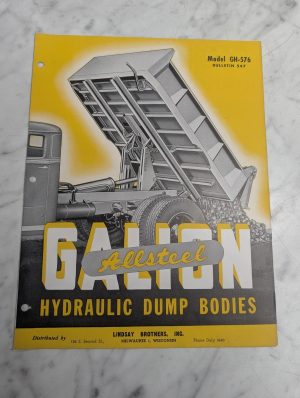 Model GH-576
BULLETIN 547
GALION
Allsteel
HYDRAULIC DUMP BODIES
Distributed by
LINDSAY BROTHERS, INC.
MILWAUKEE 1, WISCONSIN